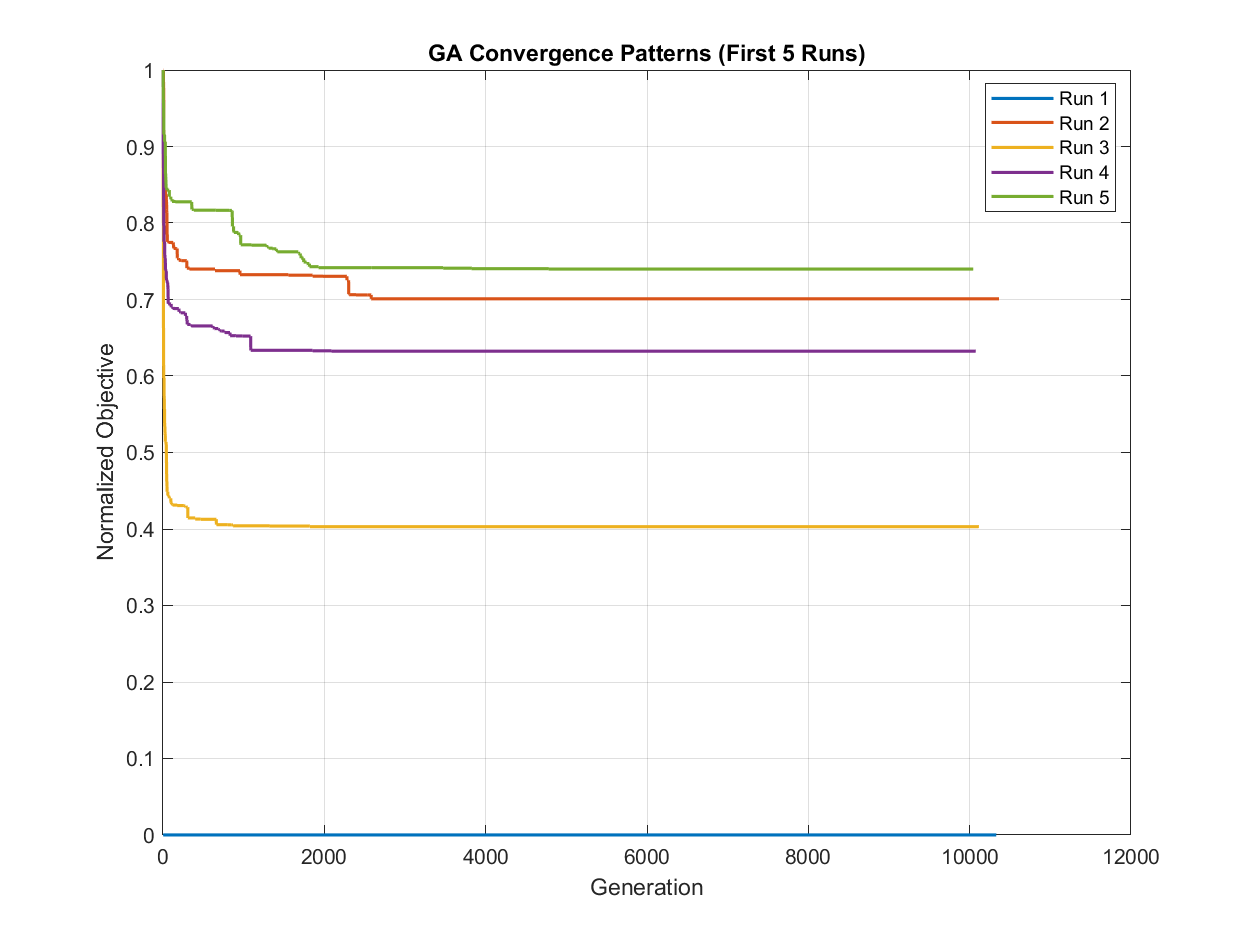 GA Convergence Patterns (First 5 Runs)
1
0.9
0.8
0.7
0.6
0.5
0.4
0.3
0.2
0.1
0
Normalized Objective
0 2000 4000 6000 8000 10000 12000
Generation
Run 1
Run 2
Run 3
Run 4
Run 5